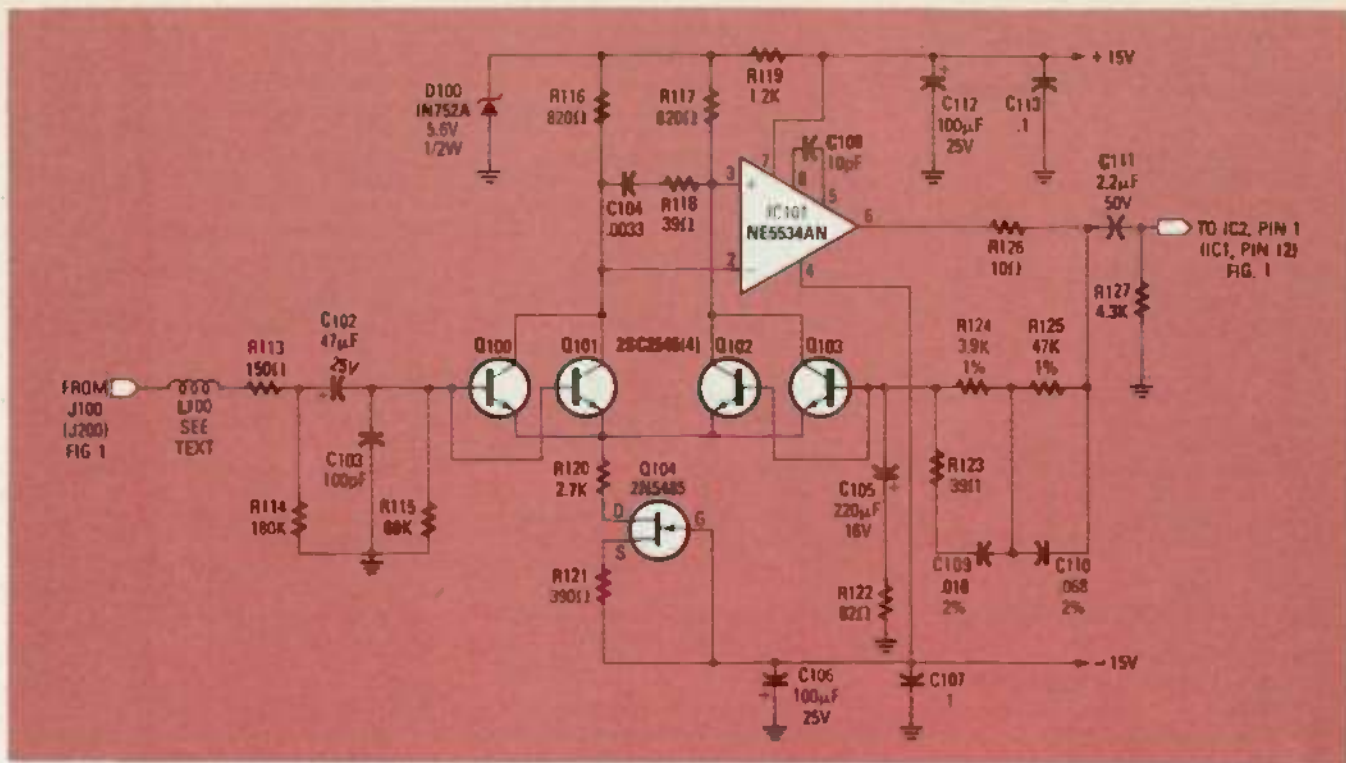 D100
IN752A
5.6V
1/2W
R116
820Ω
R117
820Ω
R119
1.2K
+15V
C112
100µF
25V
C113
.1
C104
.0033
R118
39Ω
C108
10pF
3
+
7
8
5
IC101
NE5534AN
6
2
−
4
R126
10Ω
C111
2.2µF
50V
TO IC2, PIN 1
(IC1, PIN 12)
FIG. 1
R127
4.3K
FROM
J100
(J200)
FIG 1
L100
SEE
TEXT
R113
150Ω
C102
47µF
25V
+
C103
100pF
R114
180K
R115
Q100
Q101
2SC2545(4)
Q102
Q103
R124
3.9K
1%
R125
47K
1%
R120
2.7K
Q104
2N5485
D
G
S
R121
390Ω
C105
220µF
16V
+
R123
39Ω
R122
82Ω
C109
.018
2%
C110
.068
2%
C106
100µF
25V
+
C107
−15V